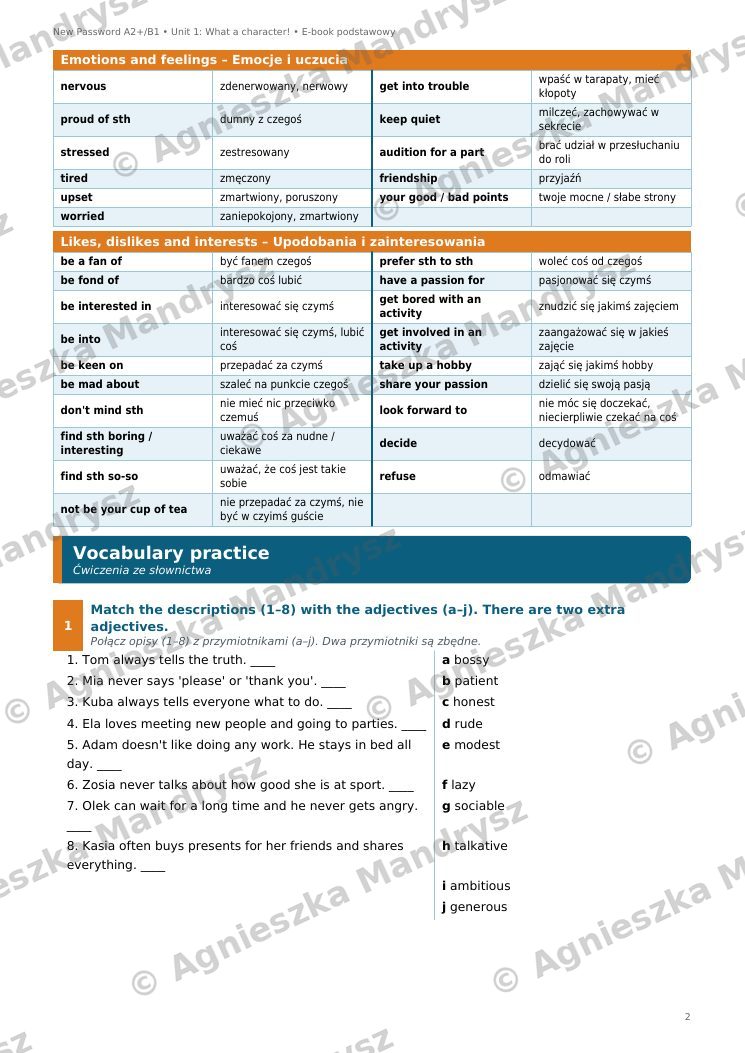 New Password A2+/B1 • Unit 1: What a character! • E-book podstawowy
Emotions and feelings – Emocje i uczucia
nervous zdenerwowany, nerwowy get into trouble wpaść w tarapaty, mieć
kłopoty
proud of sth dumny z czegoś keep quiet milczeć, zachowywać w
sekrecie
stressed zestresowany audition for a part brać udział w przesłuchaniu
do roli
tired zmęczony friendship przyjaźń
upset zmartwiony, poruszony your good / bad points twoje mocne / słabe strony
worried zaniepokojony, zmartwiony
Likes, dislikes and interests – Upodobania i zainteresowania
be a fan of być fanem czegoś prefer sth to sth woleć coś od czegoś
be fond of bardzo coś lubić have a passion for pasjonować się czymś
be interested in interesować się czymś get bored with an
activity znudzić się jakimś zajęciem
be into interesować się czymś, lubić
coś get involved in an
activity zaangażować się w jakieś
zajęcie
be keen on przepadać za czymś take up a hobby zająć się jakimś hobby
be mad about szaleć na punkcie czegoś share your passion dzielić się swoją pasją
don't mind sth nie mieć nic przeciwko
czemuś look forward to nie móc się doczekać,
niecierpliwie czekać na coś
find sth boring /
interesting uważać coś za nudne /
ciekawe decide decydować
find sth so-so uważać, że coś jest takie
sobie refuse odmawiać
not be your cup of tea nie przepadać za czymś, nie
być w czyimś guście
Vocabulary practice
Ćwiczenia ze słownictwa
1 Match the descriptions (1–8) with the adjectives (a–j). There are two extra
adjectives.
Połącz opisy (1–8) z przymiotnikami (a–j). Dwa przymiotniki są zbędne.
1. Tom always tells the truth. ____ a bossy
2. Mia never says 'please' or 'thank you'. ____ b patient
3. Kuba always tells everyone what to do. ____ c honest
4. Ela loves meeting new people and going to parties. ____ d rude
5. Adam doesn't like doing any work. He stays in bed all e modest
day. ____
6. Zosia never talks about how good she is at sport. ____ f lazy
7. Olek can wait for a long time and he never gets angry. g sociable
____
8. Kasia often buys presents for her friends and shares h talkative
everything. ____
i ambitious
j generous
© Agnieszka Mandrysz
2